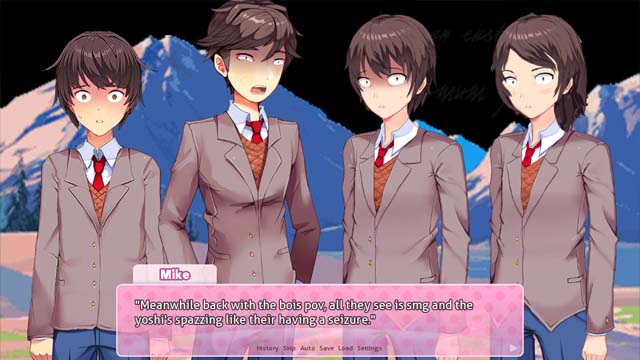 Mike
"Meanwhile back with the bois pov, all they see is smg and the
yoshi's spazzing like their having a seizure."
History Skip Auto Save Load Settings